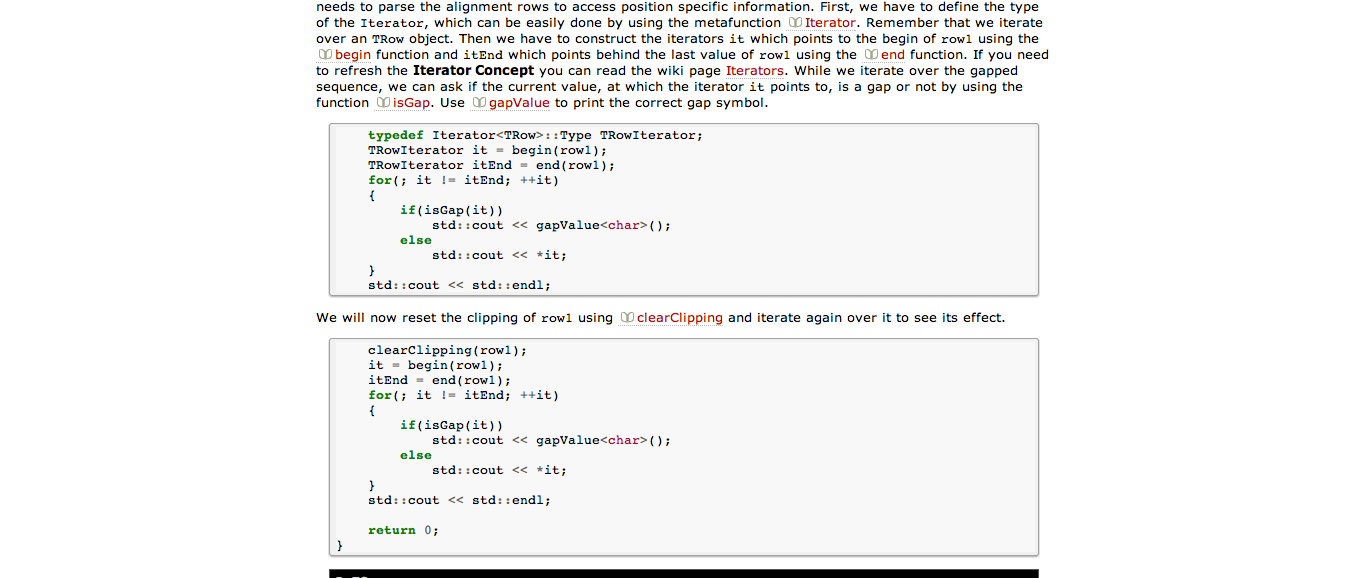 needs to parse the alignment rows to access position specific information. First, we have to define the type
of the Iterator, which can be easily done by using the metafunction Iterator. Remember that we iterate
over an TRow object. Then we have to construct the iterators it which points to the begin of row1 using the
begin function and itEnd which points behind the last value of row1 using the end function. If you need
to refresh the Iterator Concept you can read the wiki page Iterators. While we iterate over the gapped
sequence, we can ask if the current value, at which the iterator it points to, is a gap or not by using the
function isGap. Use gapValue to print the correct gap symbol.
typedef Iterator<TRow>::Type TRowIterator;
TRowIterator it = begin(row1);
TRowIterator itEnd = end(row1);
for(; it != itEnd; ++it)
{
if(isGap(it))
std::cout << gapValue<char>();
else
std::cout << *it;
}
std::cout << std::endl;
We will now reset the clipping of row1 using clearClipping and iterate again over it to see its effect.
clearClipping(row1);
it = begin(row1);
itEnd = end(row1);
for(; it != itEnd; ++it)
{
if(isGap(it))
std::cout << gapValue<char>();
else
std::cout << *it;
}
std::cout << std::endl;
return 0;
}